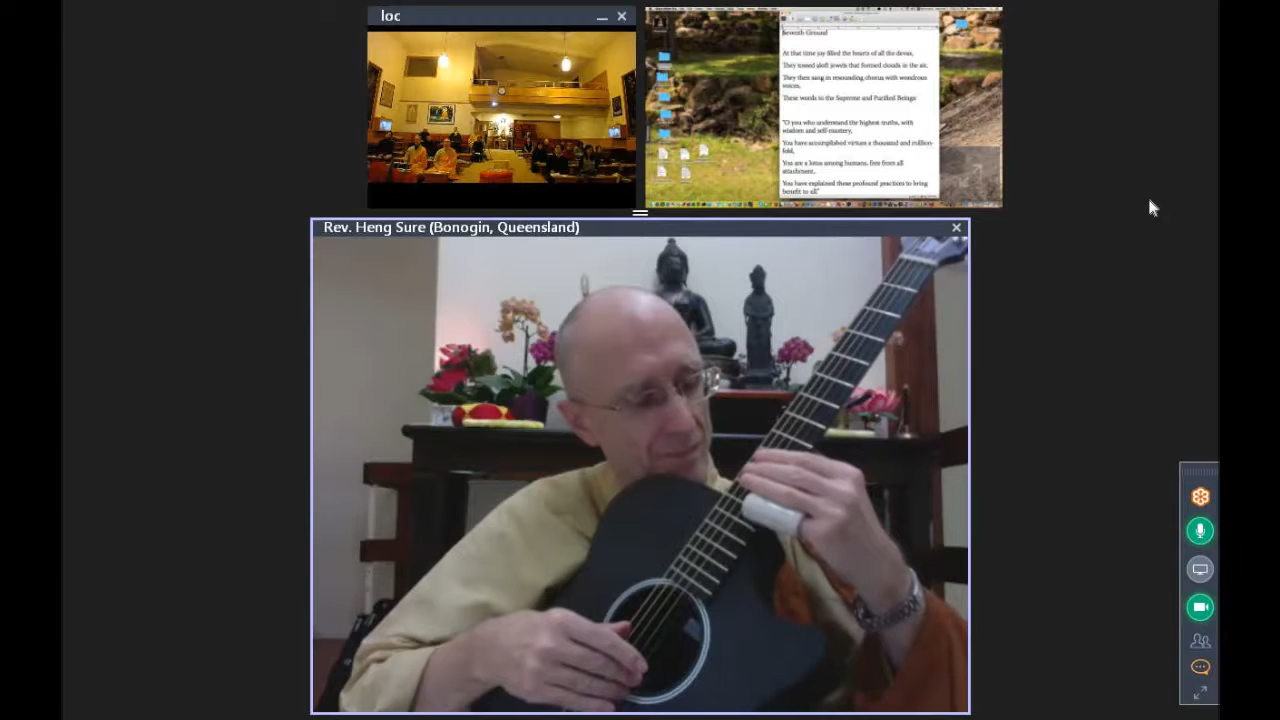 loc
Seventh Ground
At that time joy filled the hearts of all the devas,
They tossed aloft jewels that formed clouds in the air.
They then sang in resounding chorus with wondrous
voices,
These words to the Supreme and Purified Beings:
"O you who understand the highest truths, with
wisdom and self-mastery,
You have accomplished virtues a thousand and million-
fold,
You are a lotus among humans, free from all
attachment,
You have explained these profound practices to bring
benefit to all"
Rev. Heng Sure (Bonogin, Queensland)